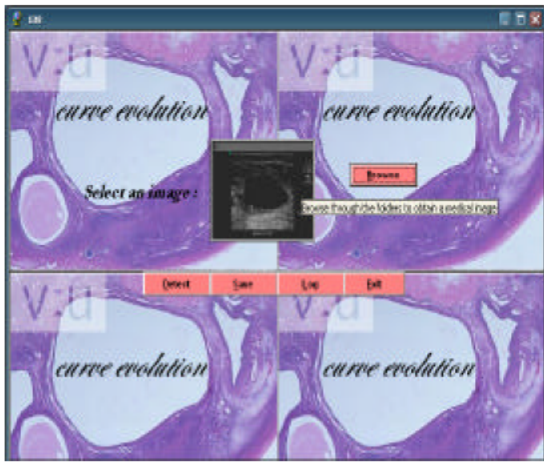 V:u
V:u
curve evolution
curve evolution
Browse
Select an image :
Browse through the folders to obtain a medical image
Detect
Save
Log
Exit
V:u
V:u
curve evolution
curve evolution